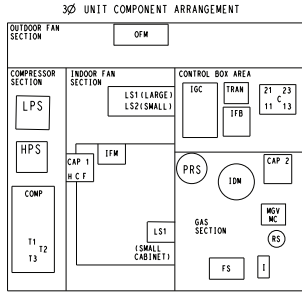 3Ø UNIT COMPONENT ARRANGEMENT
OUTDOOR FAN
SECTION
OFM
COMPRESSOR
SECTION
LPS
HPS
COMP
T1
T2
T3
INDOOR FAN
SECTION
LS1 (LARGE)
LS2 (SMALL)
CAP 1
H C F
IFM
LS1
(SMALL
CABINET)
CONTROL BOX AREA
IGC
TRAN
IFB
21 23
C
11 13
PRS
IDM
CAP 2
GAS
SECTION
MGV
MC
RS
FS
I